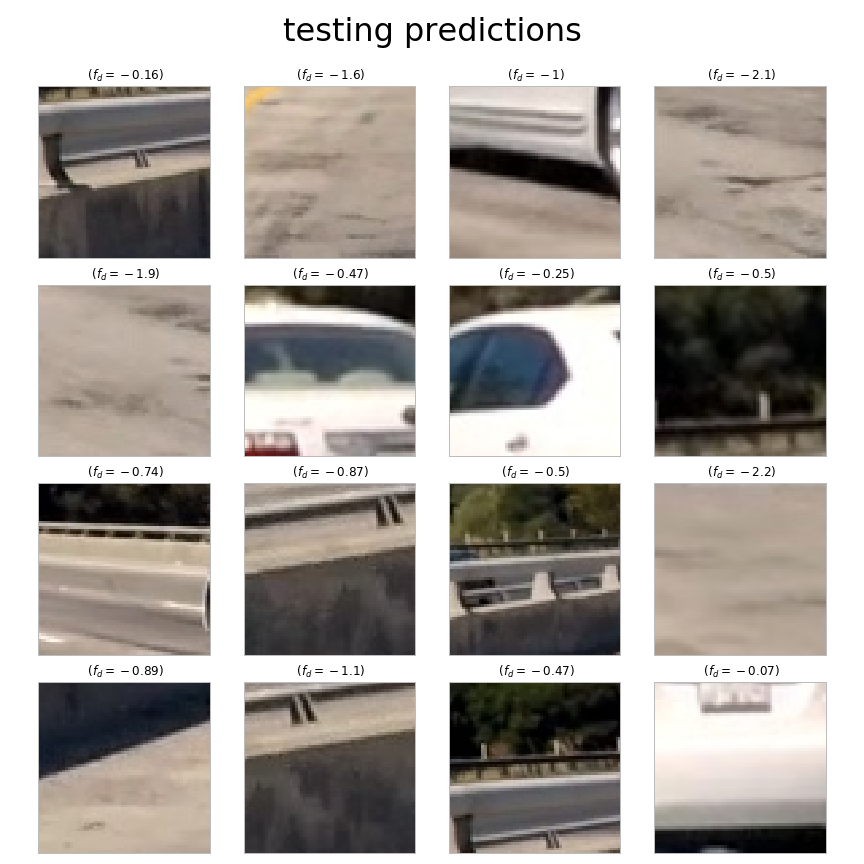 testing predictions
(f_d = −0.16) (f_d = −1.6) (f_d = −1) (f_d = −2.1)
(f_d = −1.9) (f_d = −0.47) (f_d = −0.25) (f_d = −0.5)
(f_d = −0.74) (f_d = −0.87) (f_d = −0.5) (f_d = −2.2)
(f_d = −0.89) (f_d = −1.1) (f_d = −0.47) (f_d = −0.07)